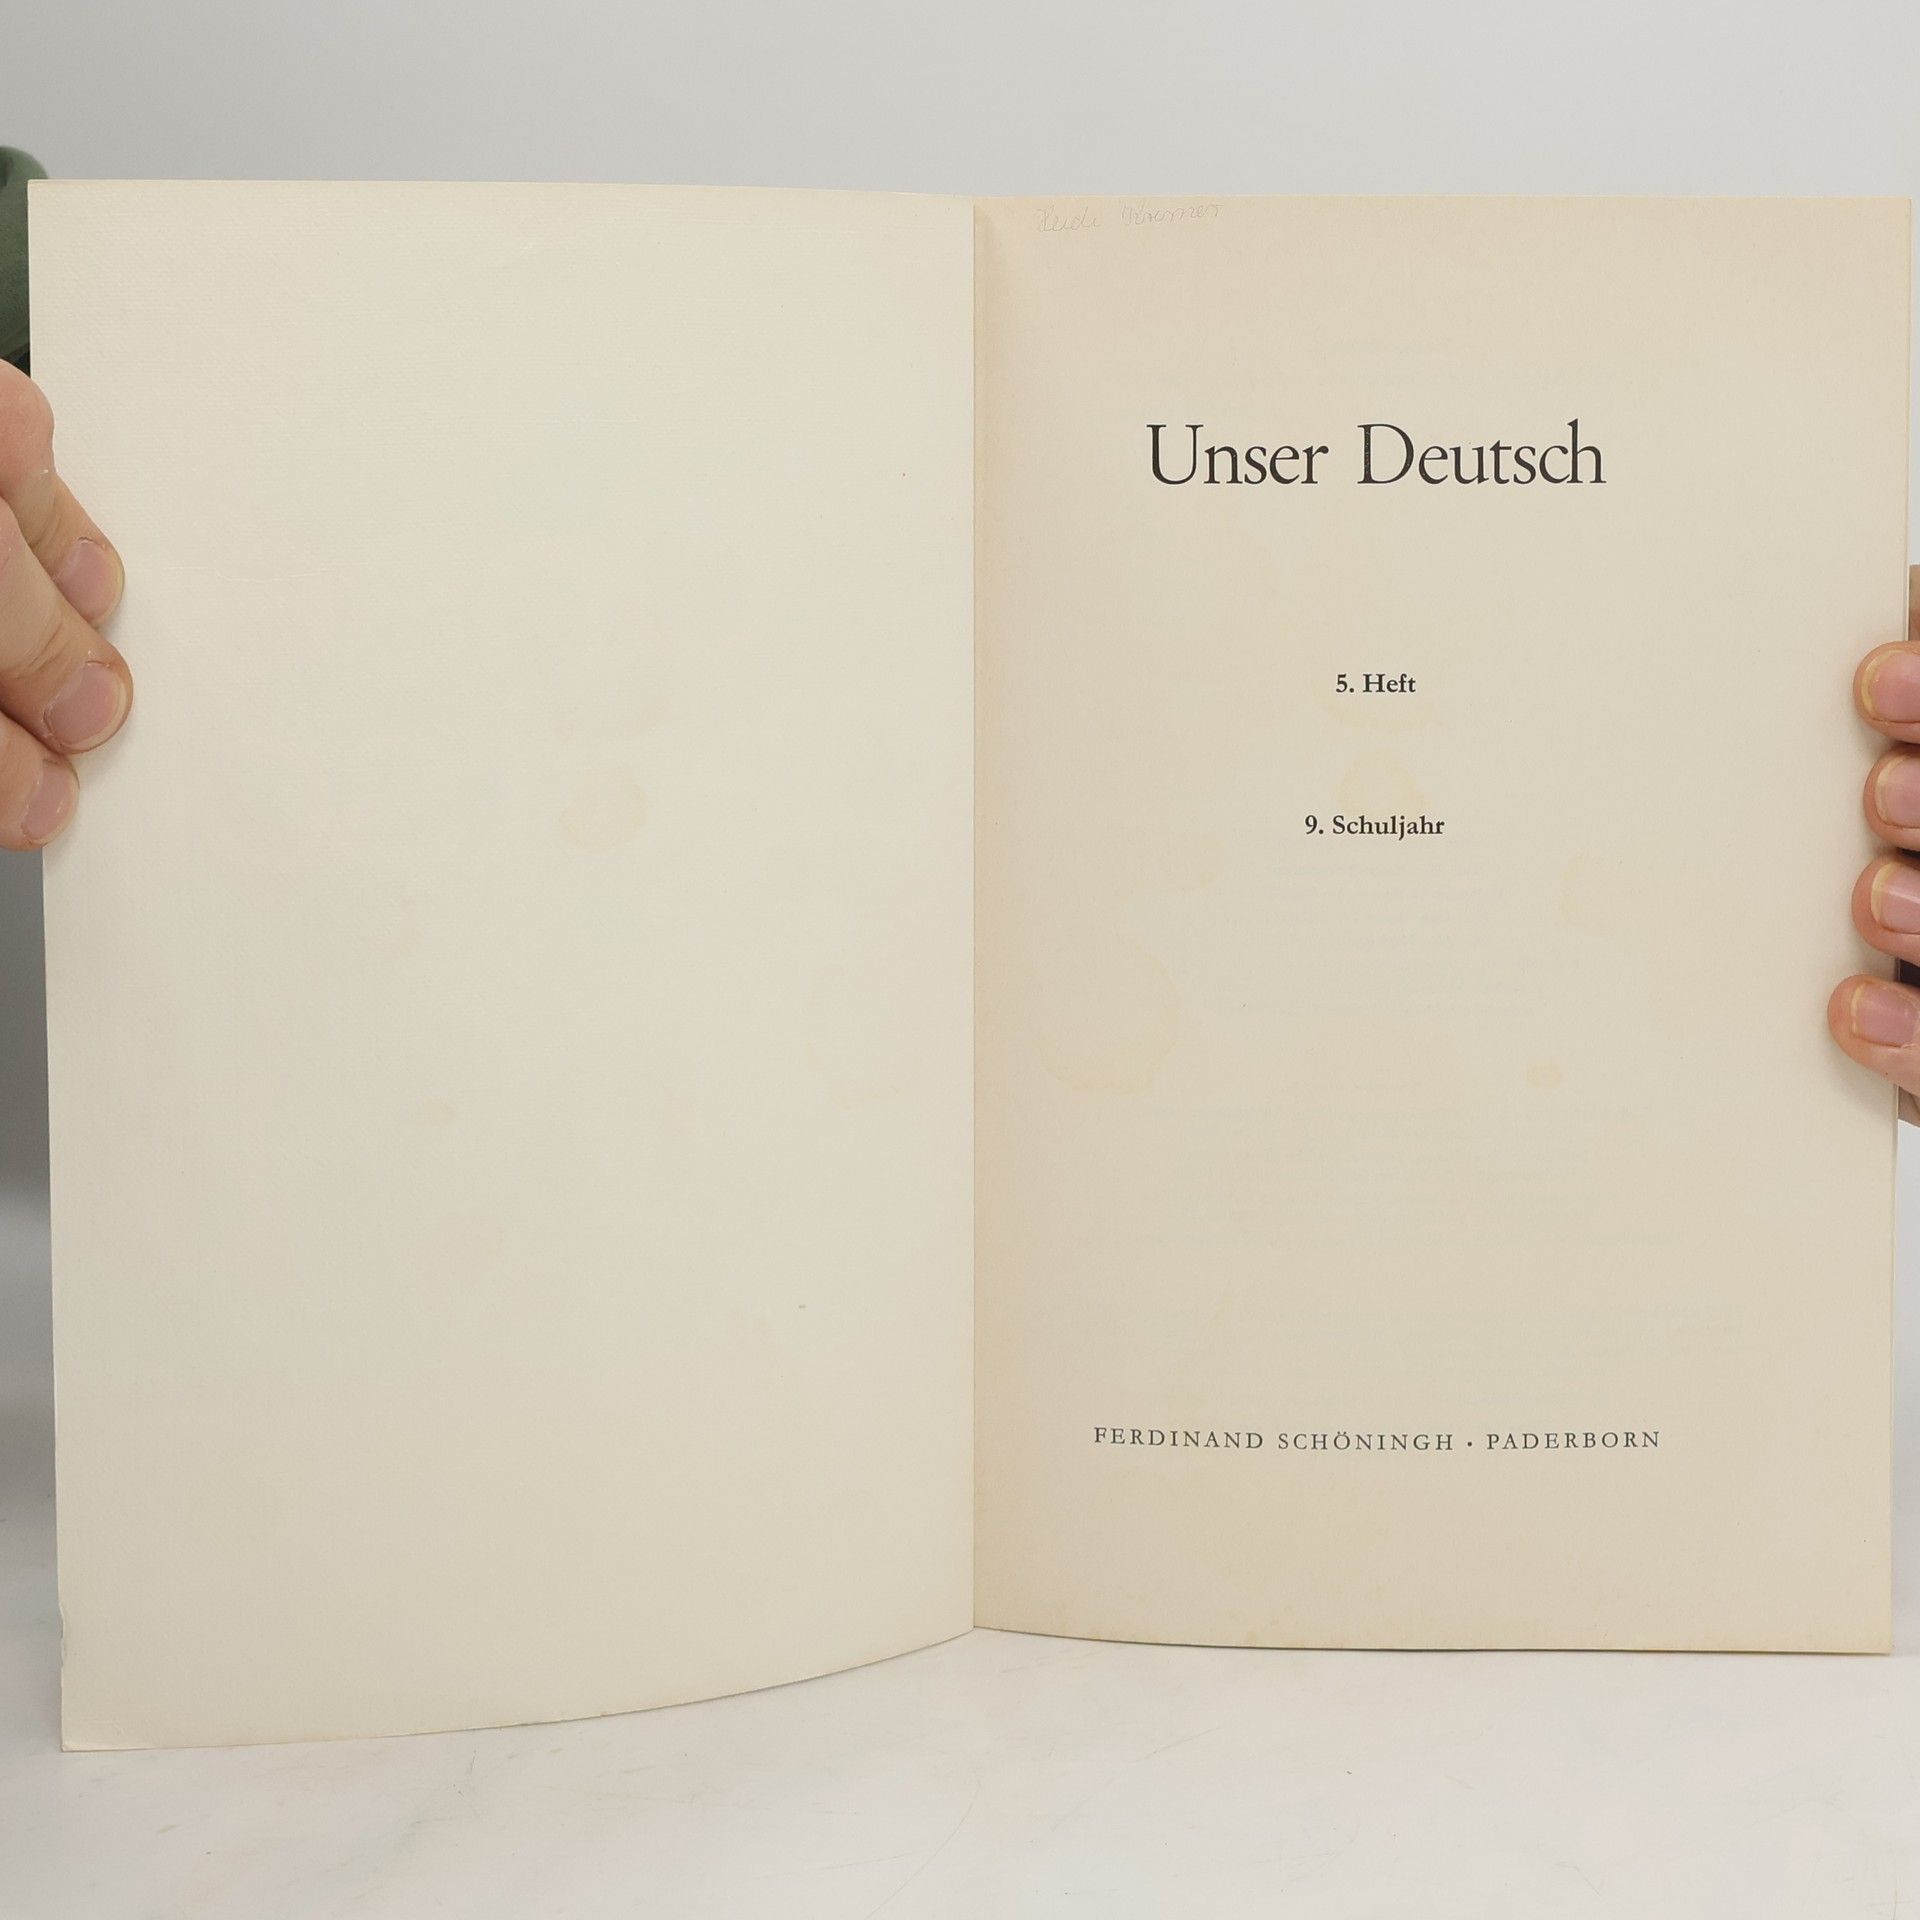 Unser Deutsch
5. Heft
9. Schuljahr
FERDINAND SCHÖNINGH · PADERBORN